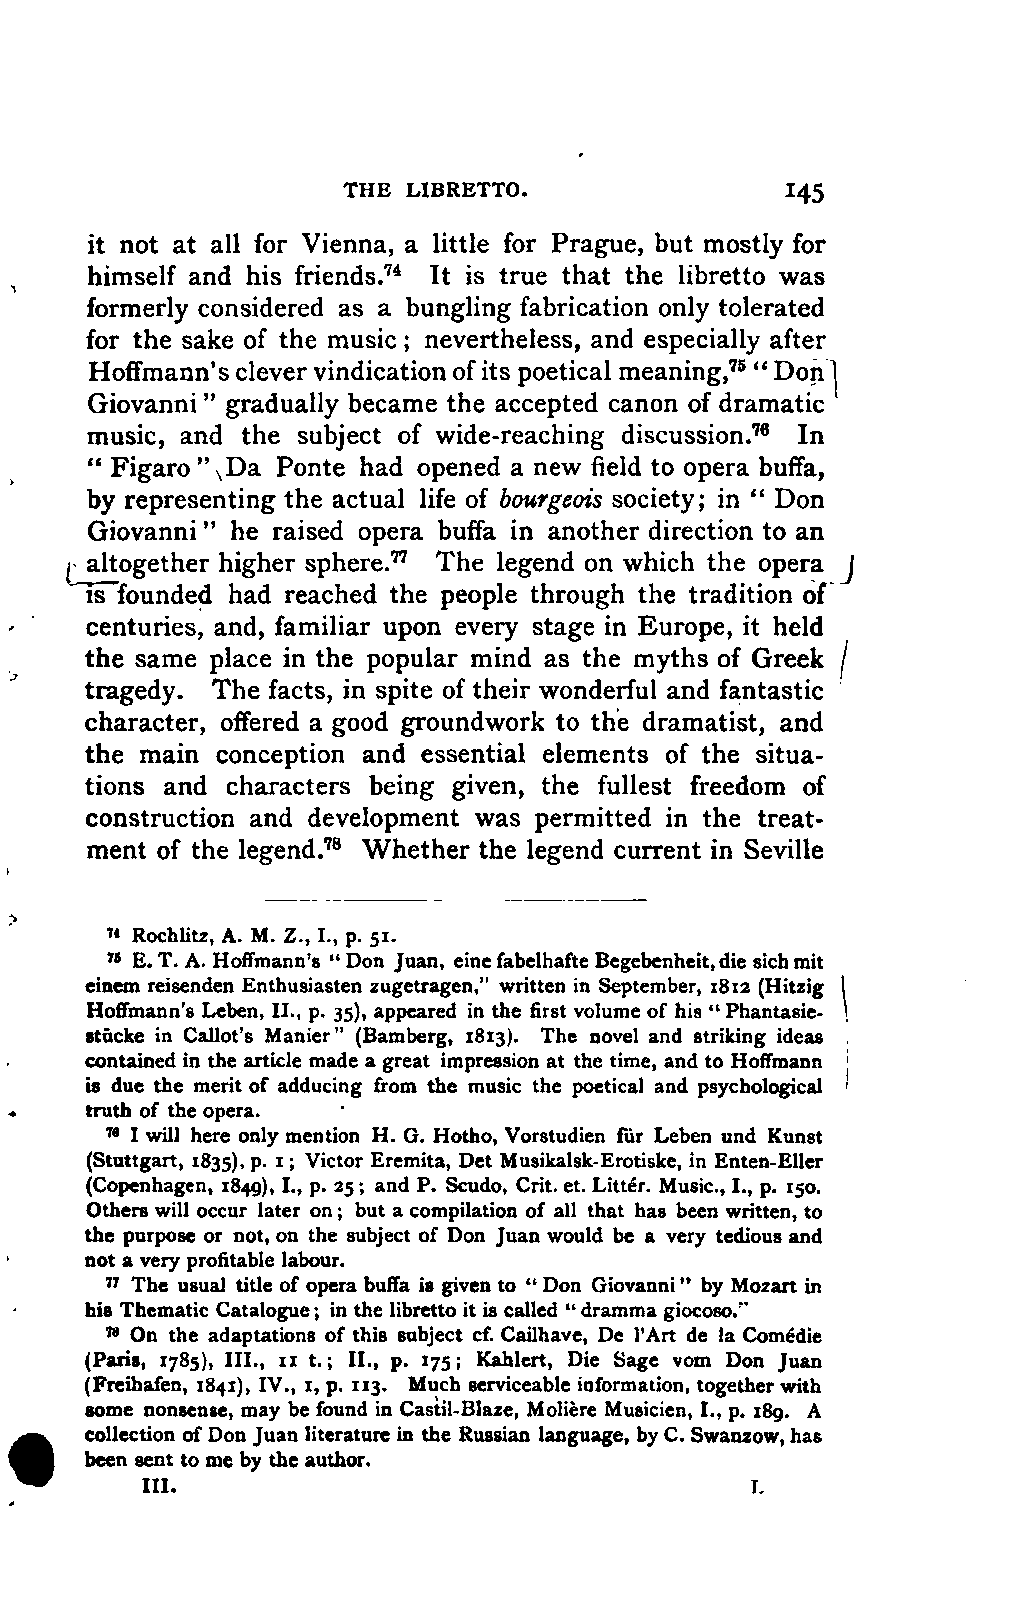 THE LIBRETTO. 145
it not at all for Vienna, a little for Prague, but mostly for
himself and his friends.⁷⁴ It is true that the libretto was
formerly considered as a bungling fabrication only tolerated
for the sake of the music; nevertheless, and especially after
Hoffmann's clever vindication of its poetical meaning,⁷⁵ "Don
Giovanni" gradually became the accepted canon of dramatic
music, and the subject of wide-reaching discussion.⁷⁶ In
"Figaro" Da Ponte had opened a new field to opera buffa,
by representing the actual life of bourgeois society; in "Don
Giovanni" he raised opera buffa in another direction to an
altogether higher sphere.⁷⁷ The legend on which the opera
is founded had reached the people through the tradition of
centuries, and, familiar upon every stage in Europe, it held
the same place in the popular mind as the myths of Greek
tragedy. The facts, in spite of their wonderful and fantastic
character, offered a good groundwork to the dramatist, and
the main conception and essential elements of the situa-
tions and characters being given, the fullest freedom of
construction and development was permitted in the treat-
ment of the legend.⁷⁸ Whether the legend current in Seville
⁷⁴ Rochlitz, A. M. Z., I., p. 51.
⁷⁵ E. T. A. Hoffmann's "Don Juan, eine fabelhafte Begebenheit, die sich mit
einem reisenden Enthusiasten zugetragen," written in September, 1812 (Hitzig
Hoffmann's Leben, II., p. 35), appeared in the first volume of his "Phantasie-
stücke in Callot's Manier" (Bamberg, 1813). The novel and striking ideas
contained in the article made a great impression at the time, and to Hoffmann
is due the merit of adducing from the music the poetical and psychological
truth of the opera.
⁷⁶ I will here only mention H. G. Hotho, Vorstudien für Leben und Kunst
(Stuttgart, 1835), p. 1; Victor Eremita, Det Musikalsk-Erotiske, in Enten-Eller
(Copenhagen, 1849), I., p. 25; and P. Scudo, Crit. et. Littér. Music., I., p. 150.
Others will occur later on; but a compilation of all that has been written, to
the purpose or not, on the subject of Don Juan would be a very tedious and
not a very profitable labour.
⁷⁷ The usual title of opera buffa is given to "Don Giovanni" by Mozart in
his Thematic Catalogue; in the libretto it is called "dramma giocoso."
⁷⁸ On the adaptations of this subject cf. Cailhave, De l'Art de la Comédie
(Paris, 1785), III., 11 t.; II., p. 175; Kahlert, Die Sage vom Don Juan
(Freihafen, 1841), IV., 1, p. 113. Much serviceable information, together with
some nonsense, may be found in Castil-Blaze, Molière Musicien, I., p. 189. A
collection of Don Juan literature in the Russian language, by C. Swanzow, has
been sent to me by the author.
III. L